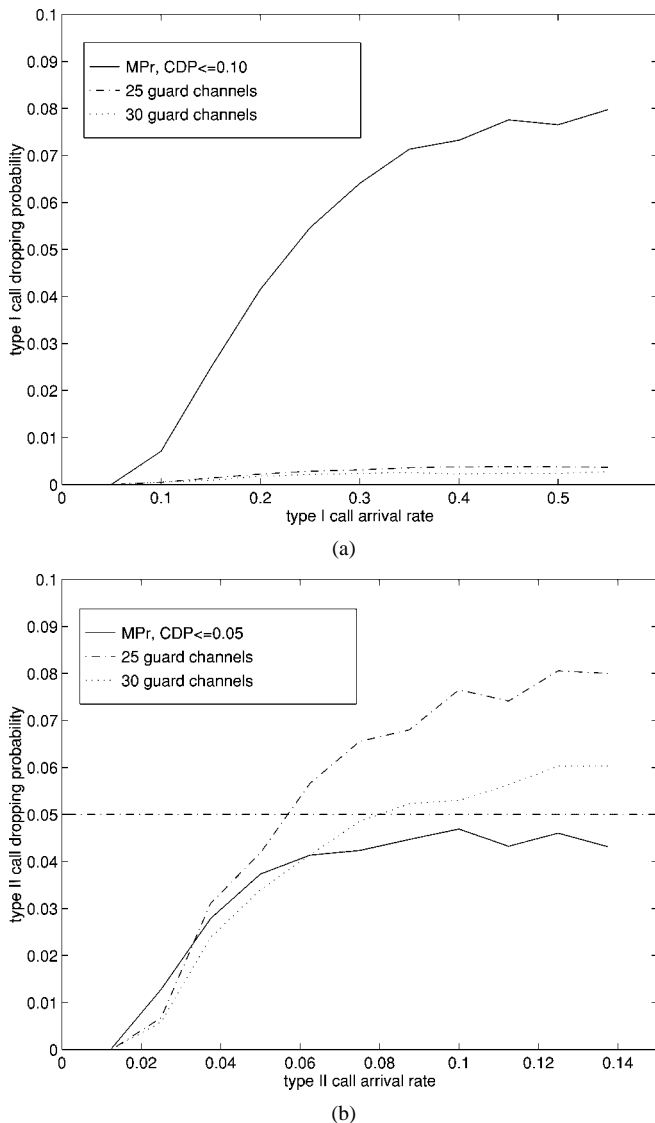 0.1
0.09
0.08
0.07
0.06
0.05
0.04
0.03
0.02
0.01
0
type I call dropping probability
MPr, CDP<=0.10
25 guard channels
30 guard channels
0 0.1 0.2 0.3 0.4 0.5
type I call arrival rate
(a)
0.1
0.09
0.08
0.07
0.06
0.05
0.04
0.03
0.02
0.01
0
type II call dropping probability
MPr, CDP<=0.05
25 guard channels
30 guard channels
0 0.02 0.04 0.06 0.08 0.1 0.12 0.14
type II call arrival rate
(b)